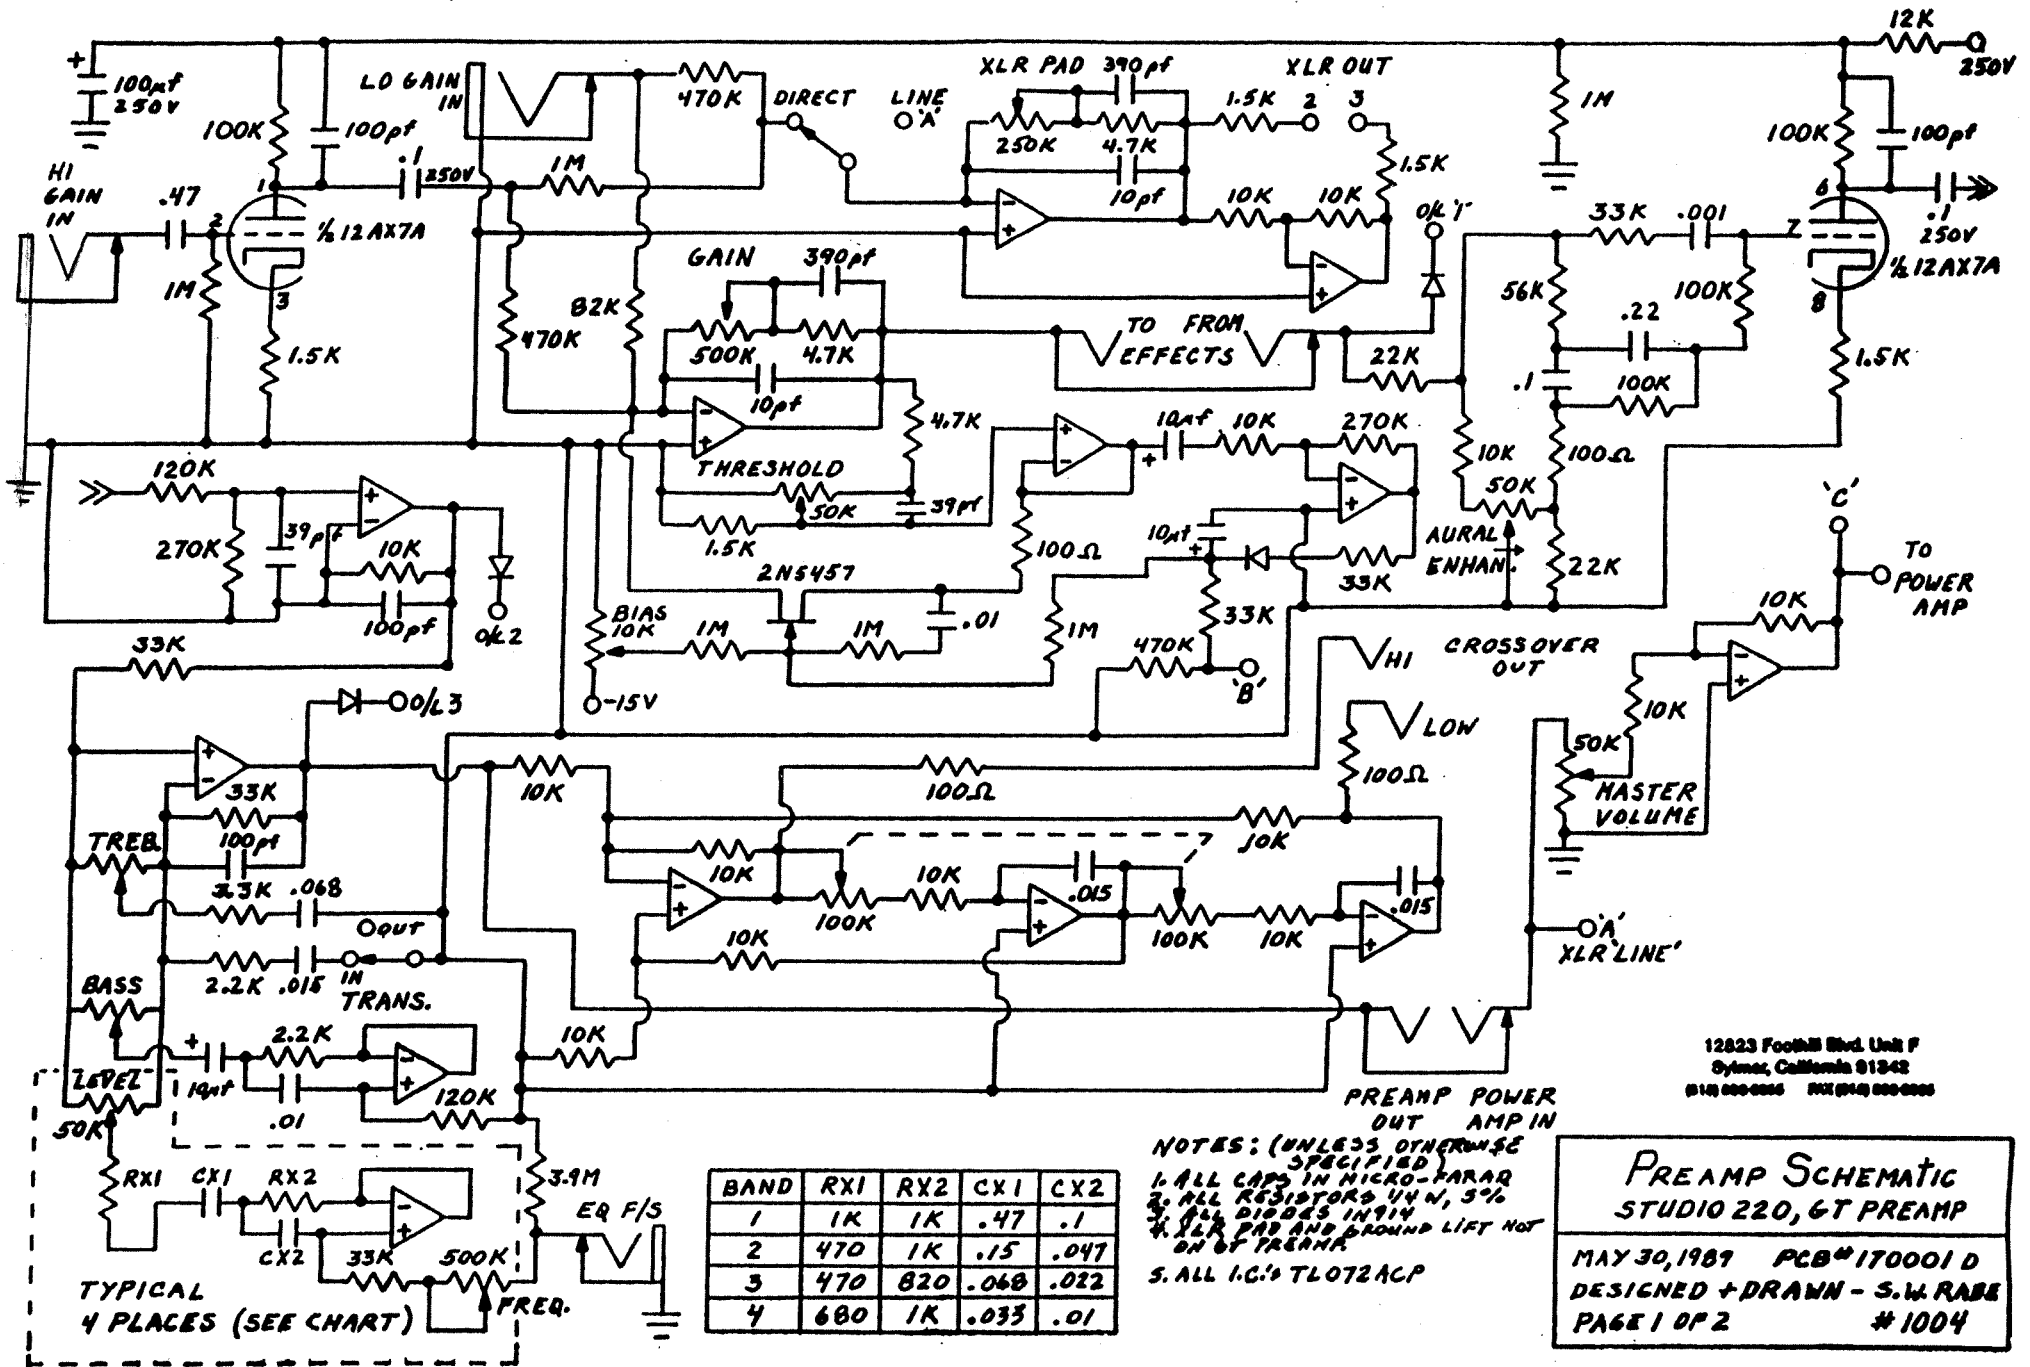 12K
250V
+ 100µf
250V
LO GAIN
IN
470K
DIRECT
LINE
'A'
XLR PAD
390pf
XLR OUT
250K
4.7K
1.5K
2
3
1M
100K
100pf
100K
100pf
HI
GAIN
IN
.47
1
2
3
½ 12AX7A
.1
250V
1M
10pf
10K
10K
1.5K
O/L '1'
33K
.001
6
7
8
.1
250V
½ 12AX7A
1M
1.5K
470K
82K
GAIN
390pf
500K
4.7K
10pf
TO FROM
EFFECTS
22K
56K
.22
100K
.1
100K
1.5K
4.7K
10µf
+
10K
270K
10K
100Ω
120K
270K
39pf
10K
100pf
O/L2
THRESHOLD
50K
39pf
1.5K
100Ω
10µf
+
33K
50K
AURAL
ENHAN.
22K
'C'
TO
POWER
AMP
2N5457
BIAS
10K
1M
1M
.01
1M
33K
470K
'B'
-15V
33K
O/L3
HI
CROSSOVER
OUT
LOW
100Ω
10K
10K
50K
MASTER
VOLUME
33K
100pf
TREB.
3.3K
.068
OUT
10K
100Ω
10K
10K
10K
.015
.015
100K
100K
10K
10K
'A'
XLR 'LINE'
BASS
2.2K
.015
IN
TRANS.
+
10µf
2.2K
.01
120K
10K
LEVEL
50K
RX1
CX1
RX2
CX2
33K
500K
FREQ.
3.9M
EQ F/S
TYPICAL
4 PLACES (SEE CHART)
PREAMP POWER
OUT AMP IN
12823 Foothill Blvd. Unit F
Sylmar, California 91342
BAND RX1 RX2 CX1 CX2
1 1K 1K .47 .1
2 470 1K .15 .047
3 470 820 .068 .022
4 680 1K .033 .01
NOTES: (UNLESS OTHERWISE
SPECIFIED)
1. ALL CAPS IN MICRO-FARAD
2. ALL RESISTORS 1/4 W, 5%
3. ALL DIODES 1N914
4. XLR PAD AND GROUND LIFT NOT
ON GT PREAMP
5. ALL I.C.'s TL072ACP
PREAMP SCHEMATIC
STUDIO 220, GT PREAMP
MAY 30, 1989 PCB# 170001 D
DESIGNED + DRAWN - S.W. RABE
PAGE 1 OF 2 #1004